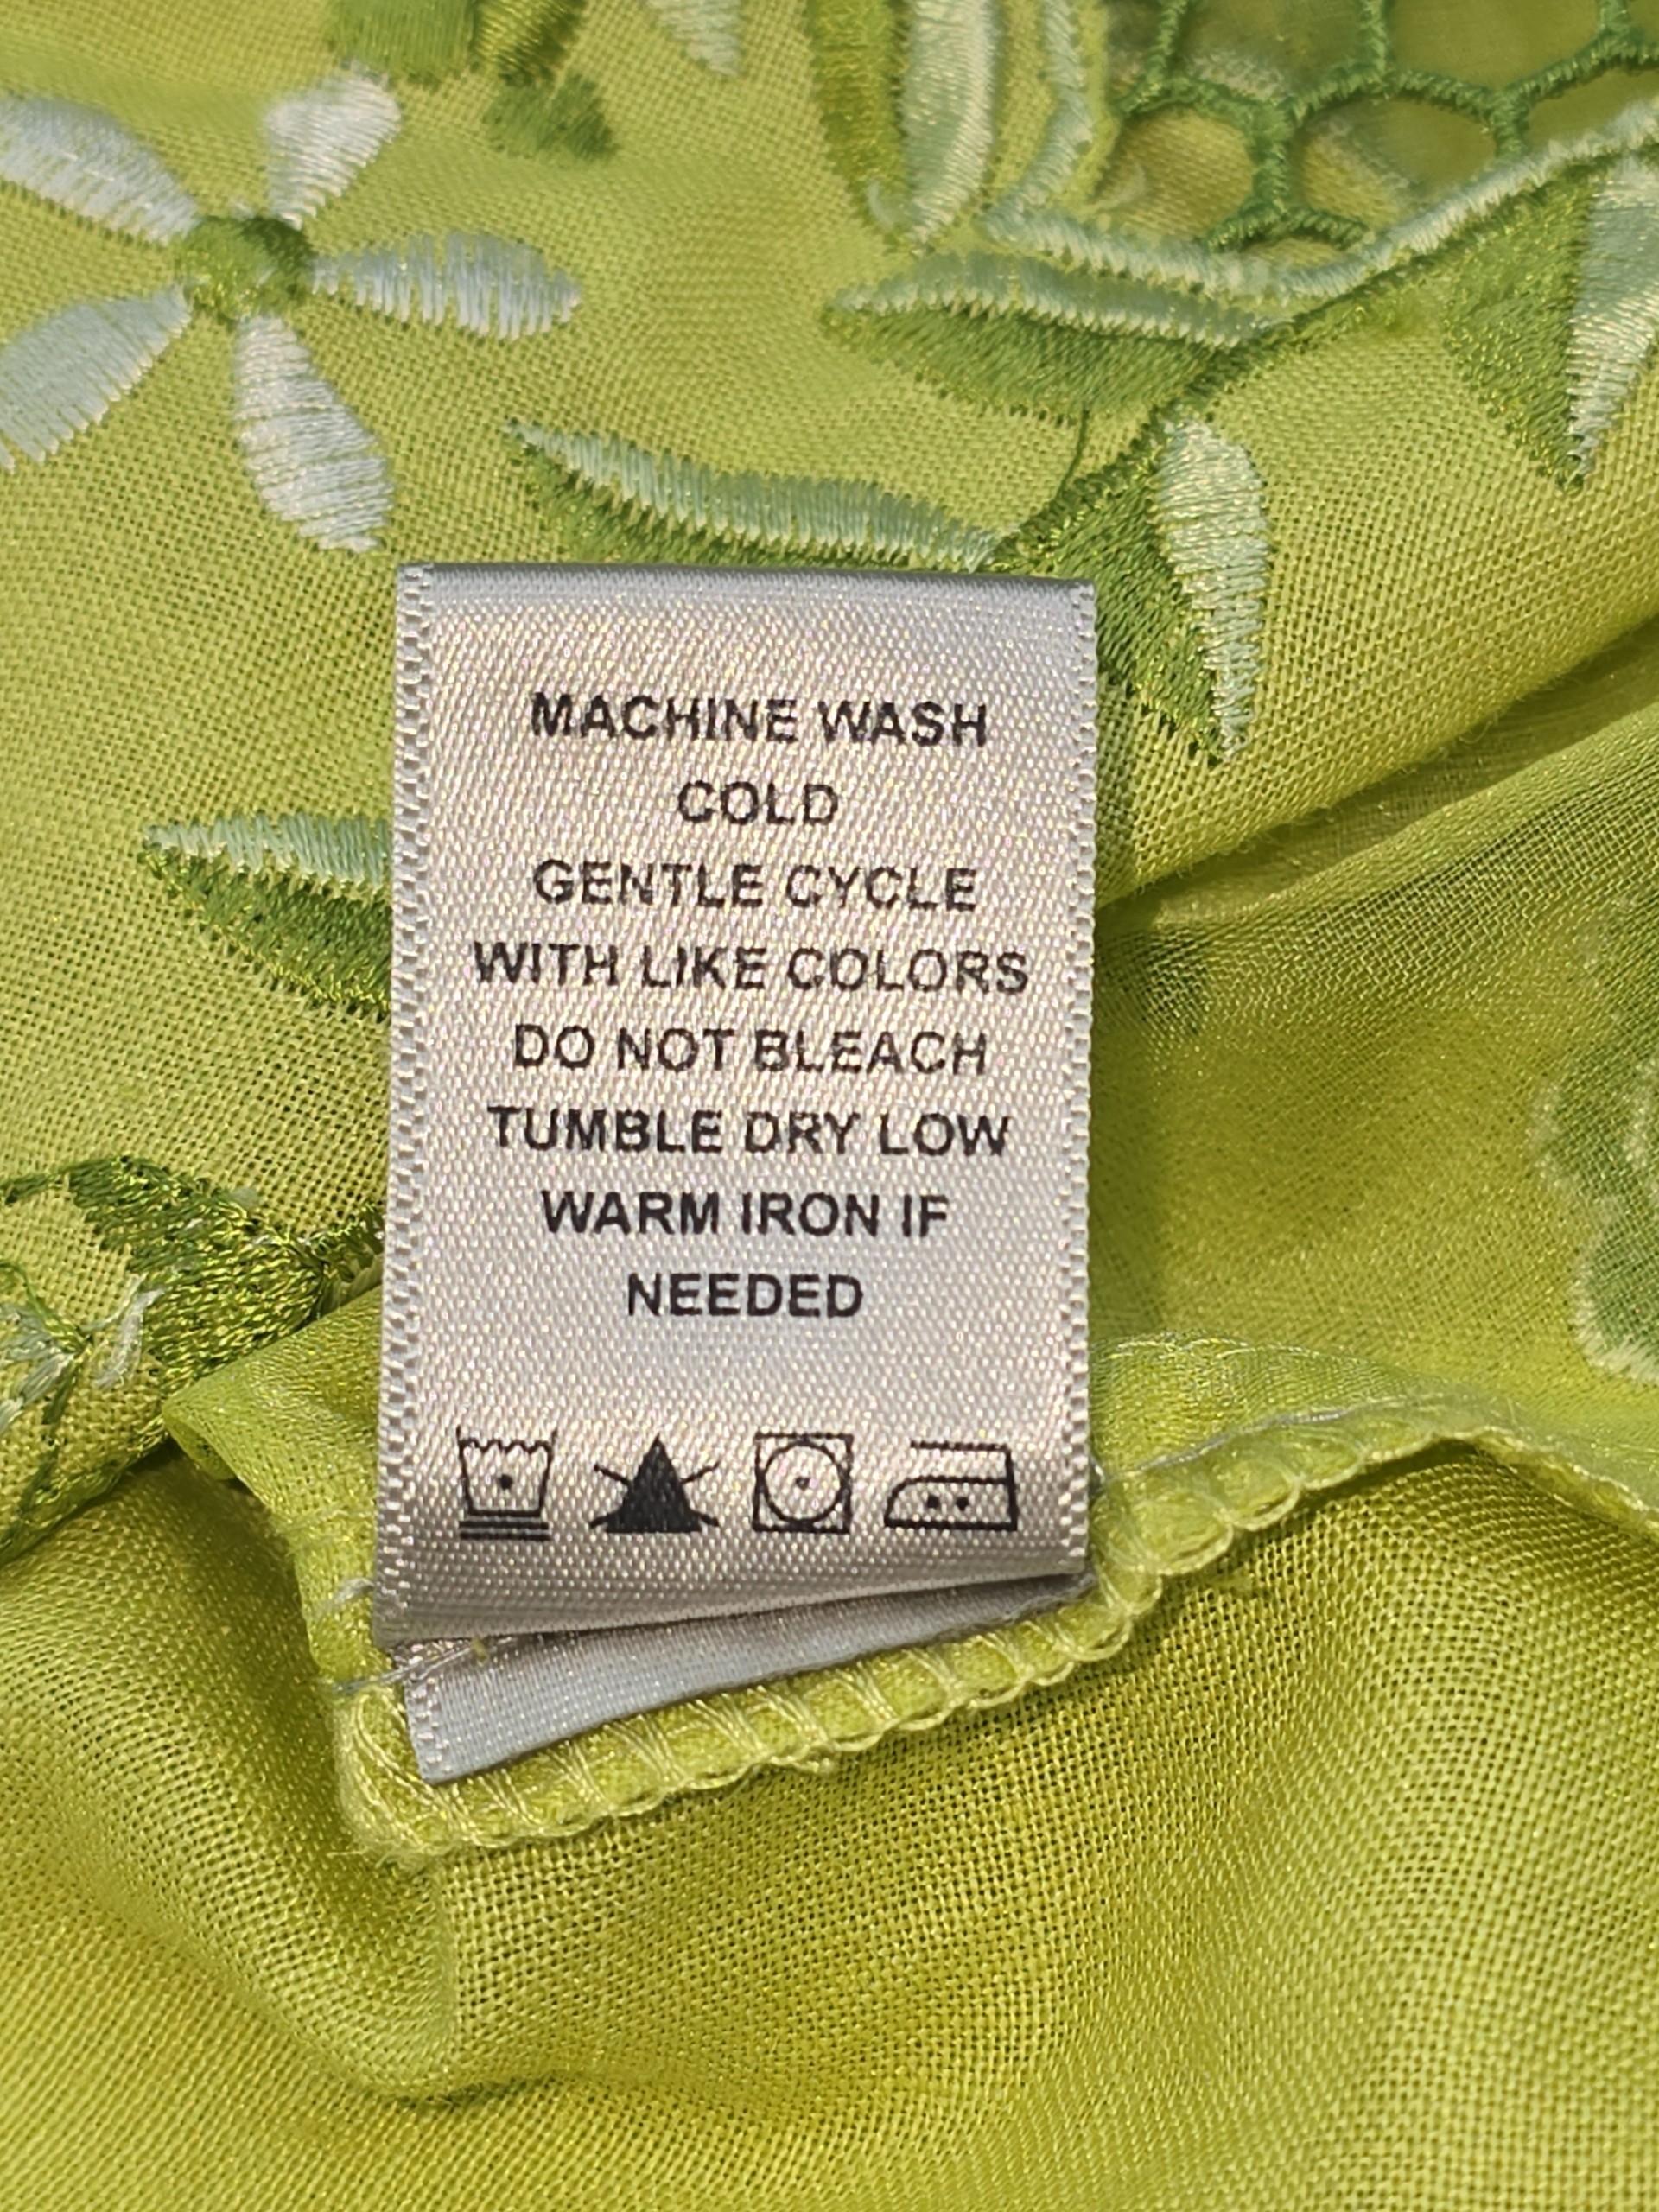 MACHINE WASH
COLD
GENTLE CYCLE
WITH LIKE COLORS
DO NOT BLEACH
TUMBLE DRY LOW
WARM IRON IF
NEEDED